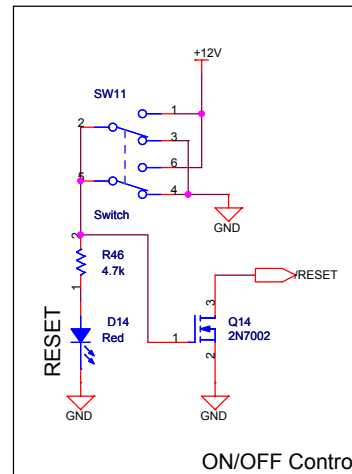 +12V
SW11
1
2
3
6
5
4
Switch
GND
2
R46
4.7k
/RESET
1
3
D14
Red
Q14
2N7002
1
2
RESET
GND
GND
ON/OFF Contro